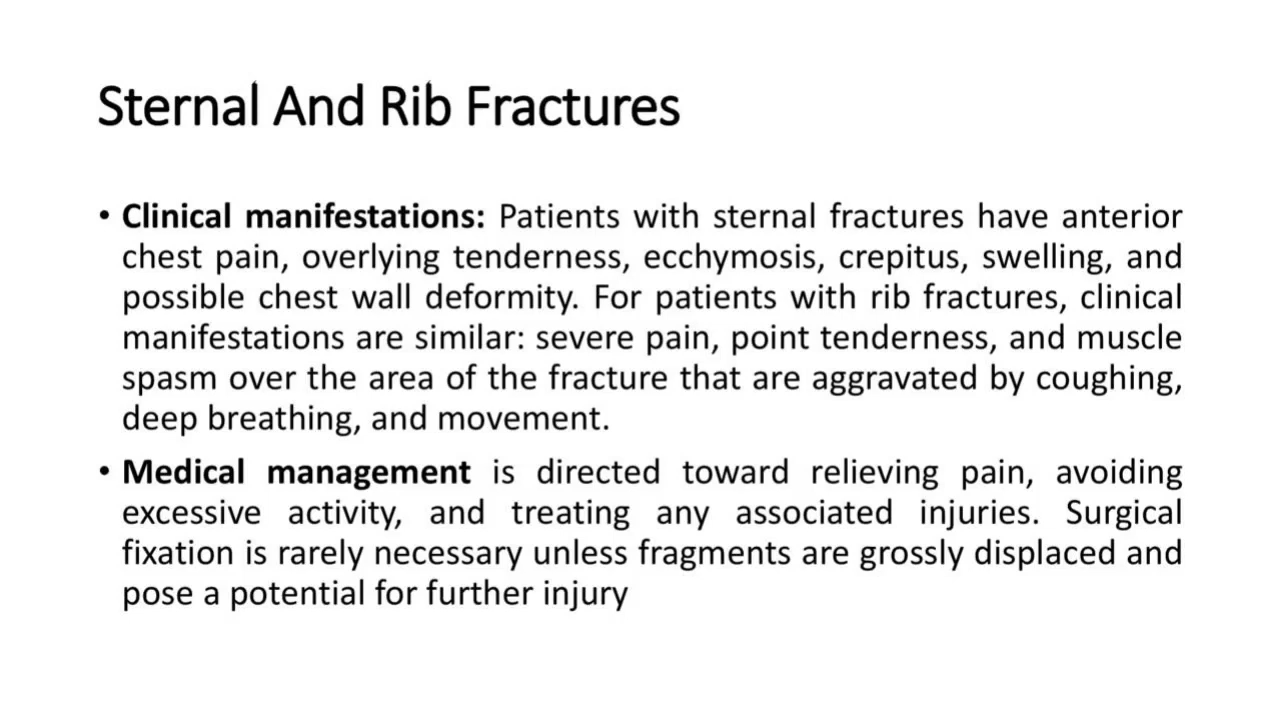 Sternal And Rib Fractures
• Clinical manifestations: Patients with sternal fractures have anterior
chest pain, overlying tenderness, ecchymosis, crepitus, swelling, and
possible chest wall deformity. For patients with rib fractures, clinical
manifestations are similar: severe pain, point tenderness, and muscle
spasm over the area of the fracture that are aggravated by coughing,
deep breathing, and movement.
• Medical management is directed toward relieving pain, avoiding
excessive activity, and treating any associated injuries. Surgical
fixation is rarely necessary unless fragments are grossly displaced and
pose a potential for further injury